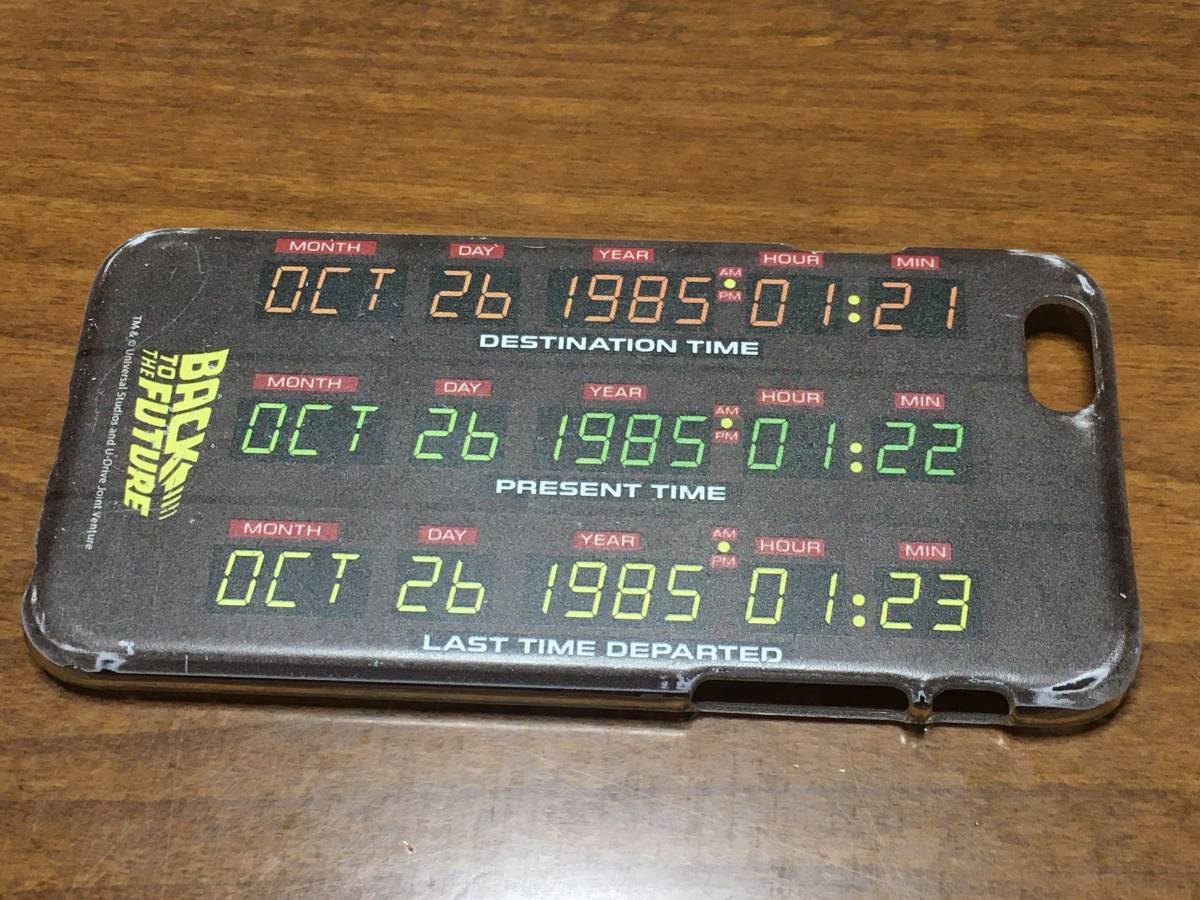 MONTH DAY YEAR HOUR MIN
OCT 26 1985 AM PM 01:21
DESTINATION TIME
MONTH DAY YEAR HOUR MIN
OCT 26 1985 AM PM 01:22
PRESENT TIME
MONTH DAY YEAR HOUR MIN
OCT 26 1985 AM PM 01:23
LAST TIME DEPARTED
BACK
TO THE FUTURE
TM & © Universal Studios and U-Drive Joint Venture